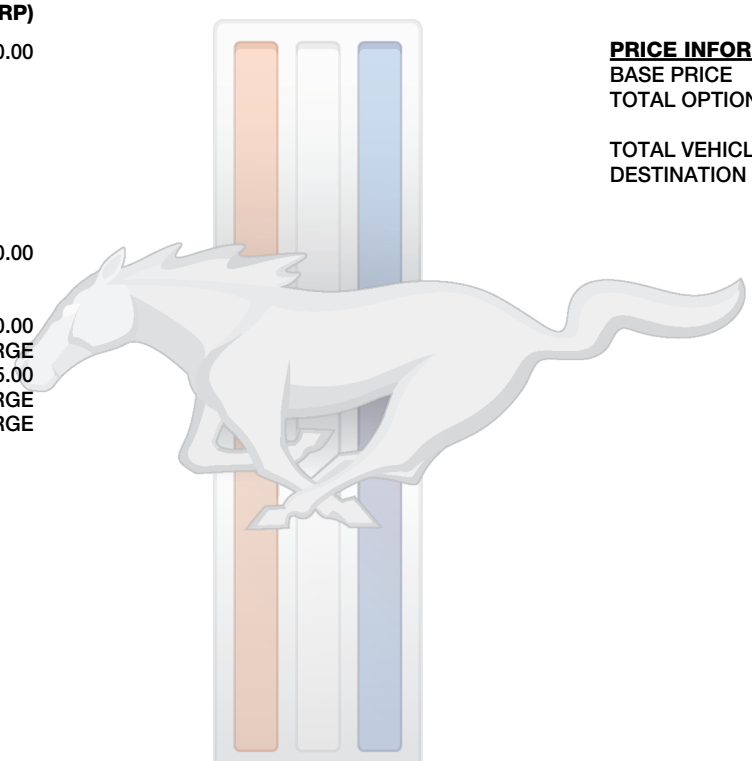 RP)
0.00
0.00
0.00
RGE
5.00
RGE
RGE
PRICE INFOR
BASE PRICE
TOTAL OPTION
TOTAL VEHICL
DESTINATION